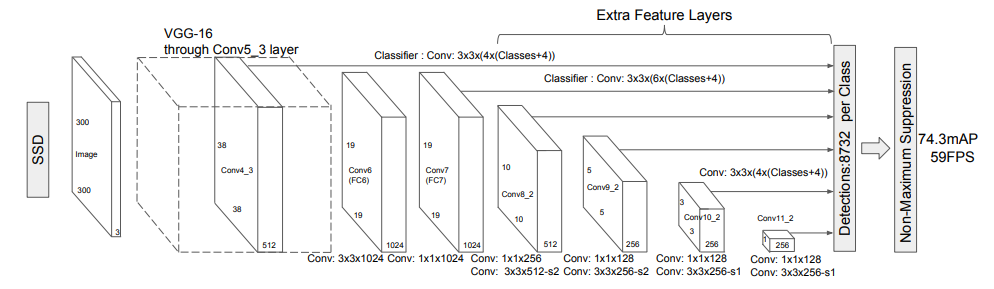 Extra Feature Layers
VGG-16
through Conv5_3 layer
Classifier : Conv: 3x3x(4x(Classes+4))
Classifier : Conv: 3x3x(6x(Classes+4))
SSD
300
Image
300
3
38
Conv4_3
38
512
19
Conv6
(FC6)
19
1024
19
Conv7
(FC7)
19
1024
10
Conv8_2
10
512
5
Conv9_2
5
256
Conv: 3x3x(4x(Classes+4))
3
Conv10_2
3
256
Conv11_2
1
256
Detections:8732 per Class
Non-Maximum Suppression
74.3mAP
59FPS
Conv: 3x3x1024
Conv: 1x1x1024
Conv: 1x1x256
Conv: 3x3x512-s2
Conv: 1x1x128
Conv: 3x3x256-s2
Conv: 1x1x128
Conv: 3x3x256-s1
Conv: 1x1x128
Conv: 3x3x256-s1